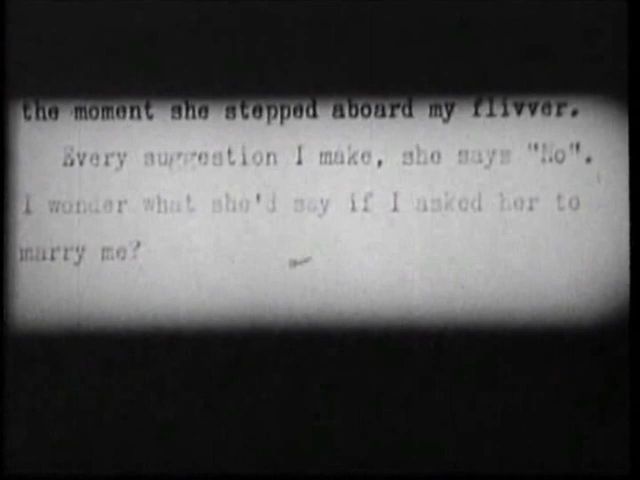 the moment she stepped aboard my flivver.
Every suggestion I make, she says "No".
I wonder what she'd say if I asked her to
marry me?